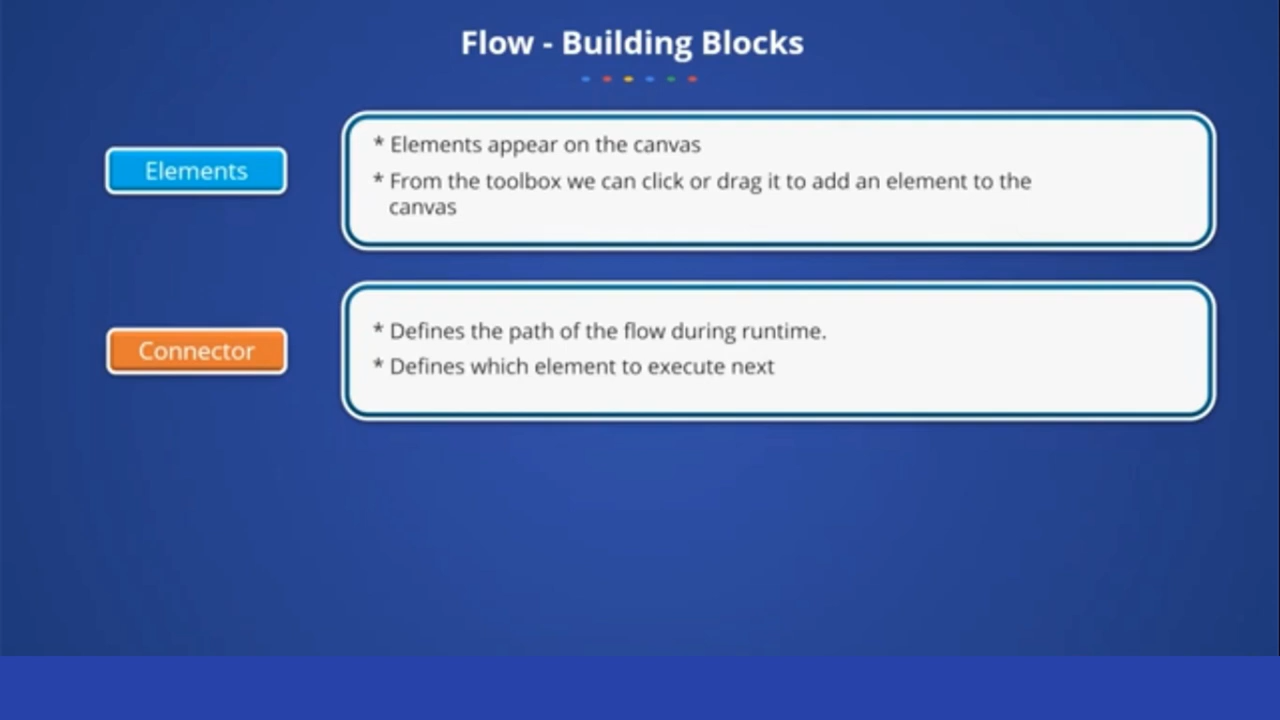 Flow - Building Blocks
Elements
* Elements appear on the canvas
* From the toolbox we can click or drag it to add an element to the
canvas
Connector
* Defines the path of the flow during runtime.
* Defines which element to execute next